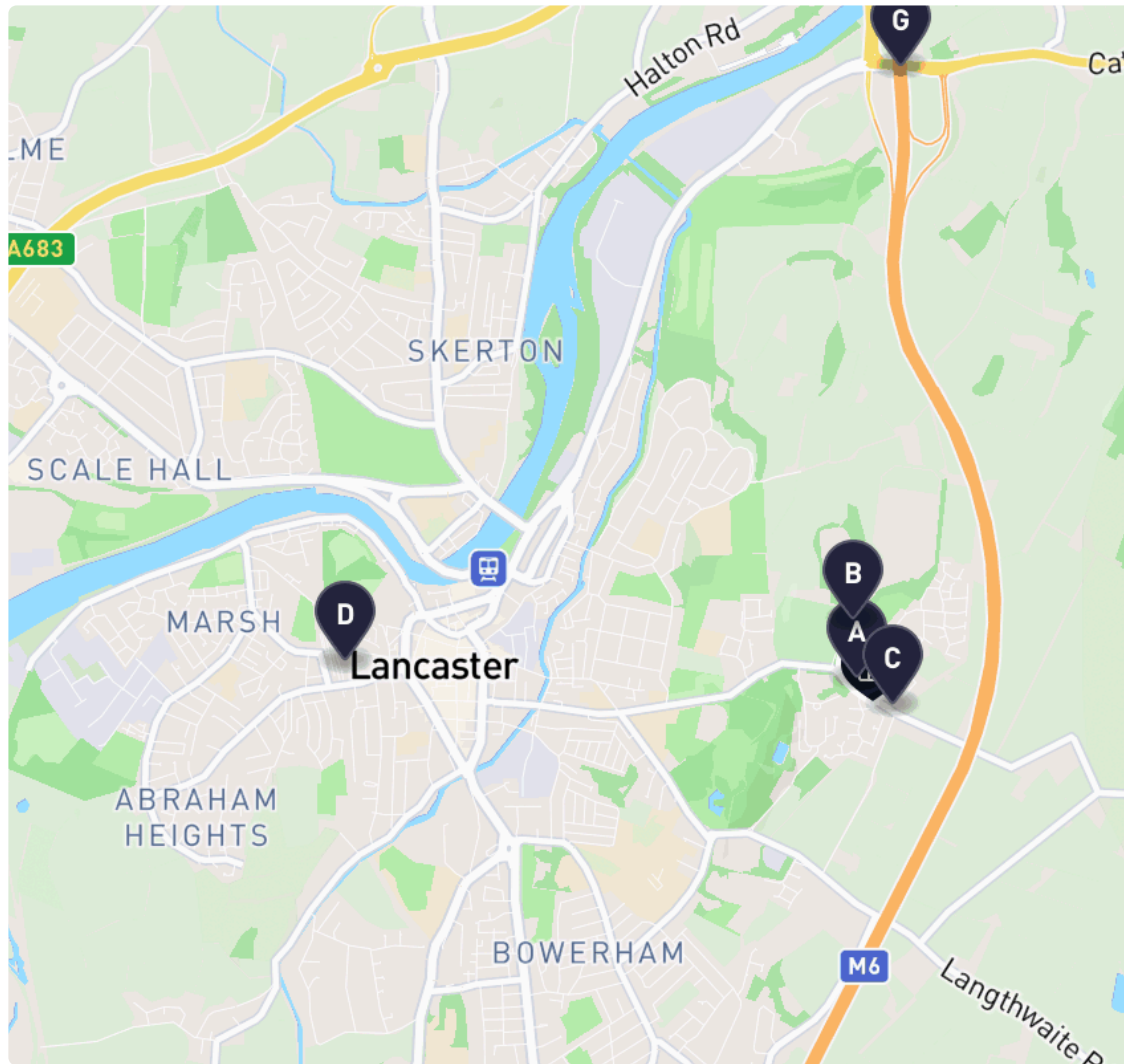 G
Halton Rd
Ca
LME
A683
SKERTON
SCALE HALL
B
MARSH
D
A
C
Lancaster
ABRAHAM
HEIGHTS
BOWERHAM
M6
Langthwaite R